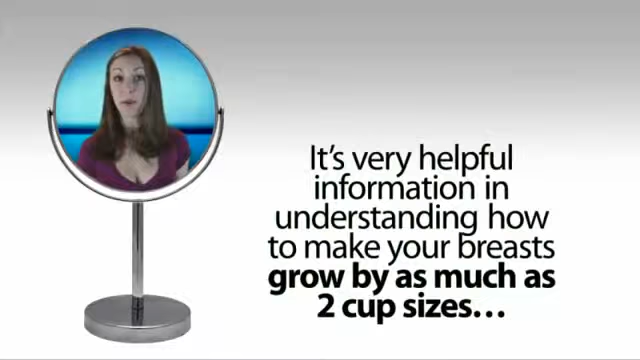 It's very helpful
information in
understanding how
to make your breasts
grow by as much as
2 cup sizes...